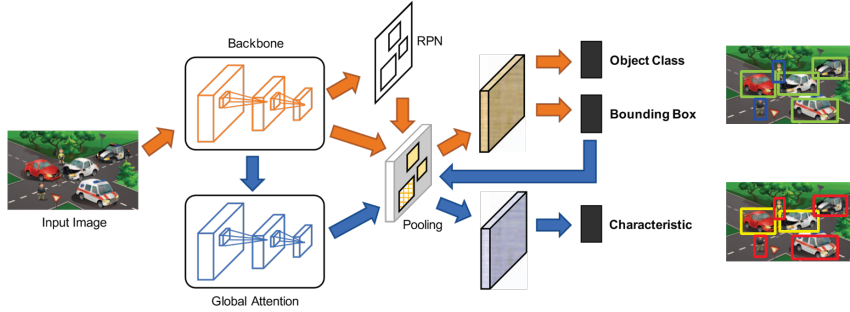 Backbone
RPN
Object Class
Bounding Box
Input Image
Pooling
Characteristic
Global Attention